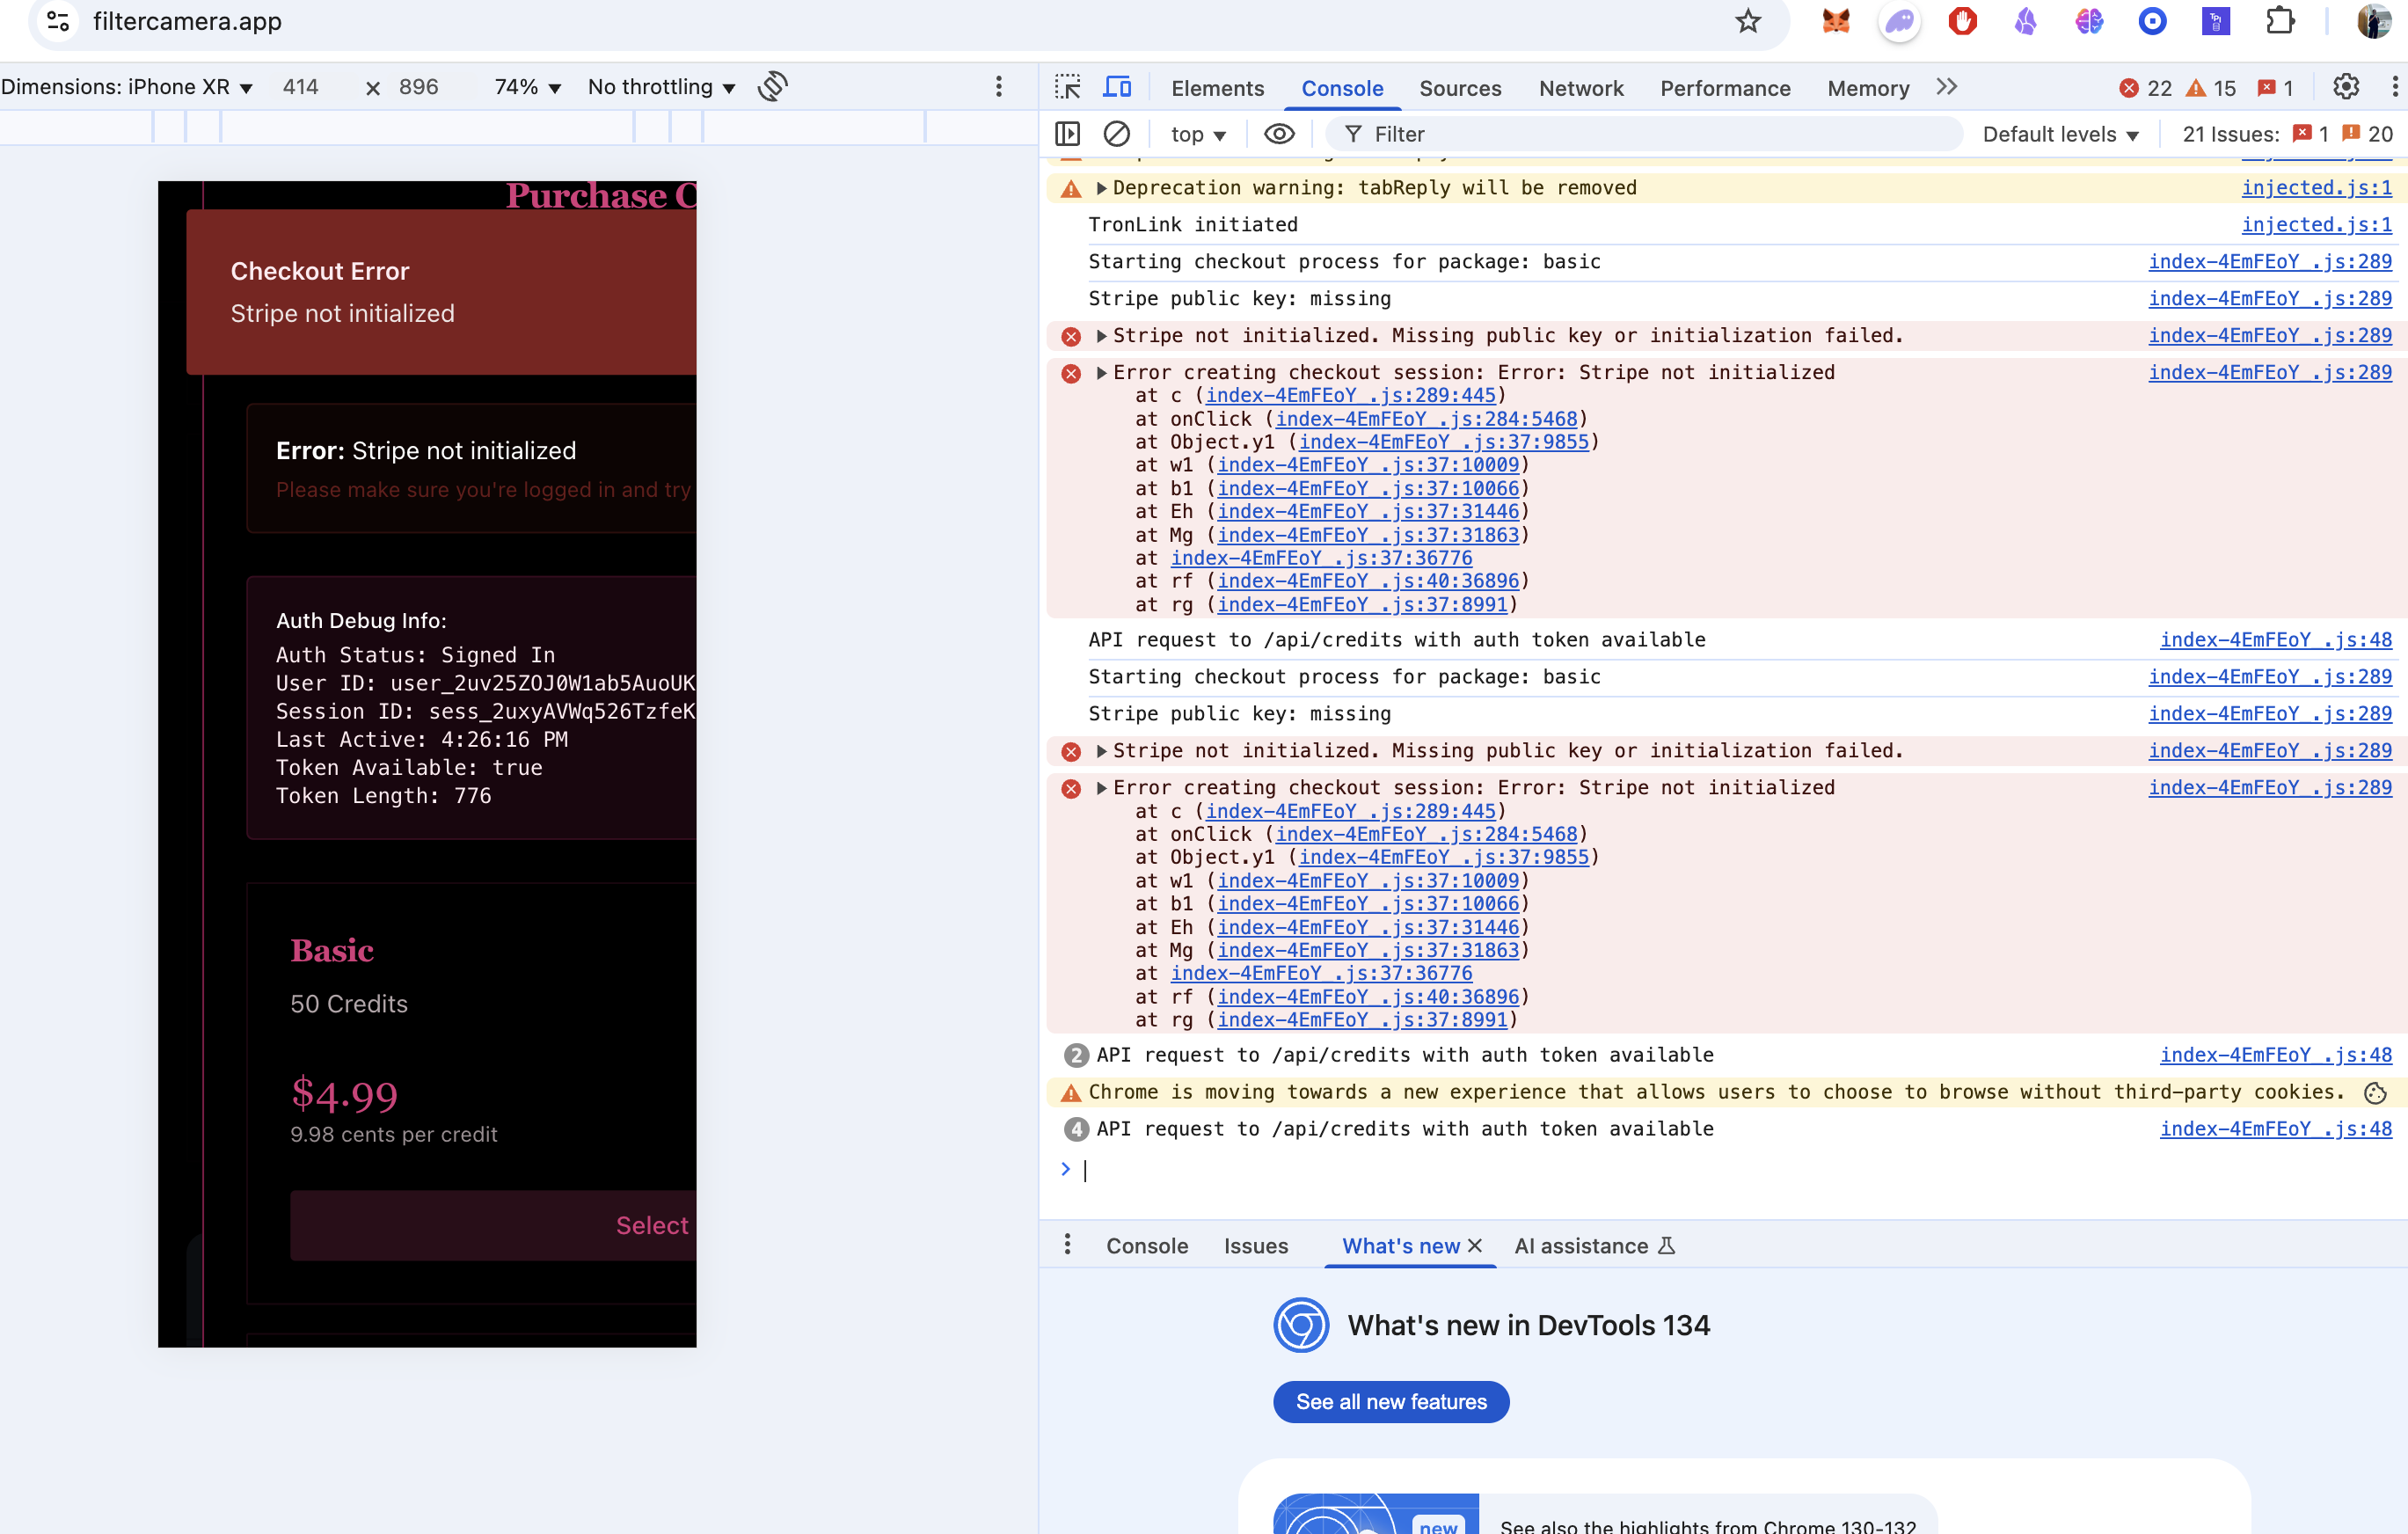 filtercamera.app
Dimensions: iPhone XR ▼ 414 × 896 74% ▼ No throttling ▼
Elements Console Sources Network Performance Memory 22 15 1
top ▼ Filter Default levels ▼ 21 Issues: 1 20
Purchase C
Checkout Error
Stripe not initialized
Error: Stripe not initialized
Please make sure you're logged in and try
Auth Debug Info:
Auth Status: Signed In
User ID: user_2uv25ZOJ0W1ab5AuoUK
Session ID: sess_2uxyAVWq526TzfeK
Last Active: 4:26:16 PM
Token Available: true
Token Length: 776
Basic
50 Credits
$4.99
9.98 cents per credit
Select
Deprecation warning: tabReply will be removed injected.js:1
TronLink initiated injected.js:1
Starting checkout process for package: basic index-4EmFEoY_.js:289
Stripe public key: missing index-4EmFEoY_.js:289
Stripe not initialized. Missing public key or initialization failed. index-4EmFEoY_.js:289
Error creating checkout session: Error: Stripe not initialized index-4EmFEoY_.js:289
at c (index-4EmFEoY_.js:289:445)
at onClick (index-4EmFEoY_.js:284:5468)
at Object.y1 (index-4EmFEoY_.js:37:9855)
at w1 (index-4EmFEoY_.js:37:10009)
at b1 (index-4EmFEoY_.js:37:10066)
at Eh (index-4EmFEoY_.js:37:31446)
at Mg (index-4EmFEoY_.js:37:31863)
at index-4EmFEoY_.js:37:36776
at rf (index-4EmFEoY_.js:40:36896)
at rg (index-4EmFEoY_.js:37:8991)
API request to /api/credits with auth token available index-4EmFEoY_.js:48
Starting checkout process for package: basic index-4EmFEoY_.js:289
Stripe public key: missing index-4EmFEoY_.js:289
Stripe not initialized. Missing public key or initialization failed. index-4EmFEoY_.js:289
Error creating checkout session: Error: Stripe not initialized index-4EmFEoY_.js:289
at c (index-4EmFEoY_.js:289:445)
at onClick (index-4EmFEoY_.js:284:5468)
at Object.y1 (index-4EmFEoY_.js:37:9855)
at w1 (index-4EmFEoY_.js:37:10009)
at b1 (index-4EmFEoY_.js:37:10066)
at Eh (index-4EmFEoY_.js:37:31446)
at Mg (index-4EmFEoY_.js:37:31863)
at index-4EmFEoY_.js:37:36776
at rf (index-4EmFEoY_.js:40:36896)
at rg (index-4EmFEoY_.js:37:8991)
2 API request to /api/credits with auth token available index-4EmFEoY_.js:48
Chrome is moving towards a new experience that allows users to choose to browse without third-party cookies.
4 API request to /api/credits with auth token available index-4EmFEoY_.js:48
Console Issues What's new AI assistance
What's new in DevTools 134
See all new features
new
See also the highlights from Chrome 130-132